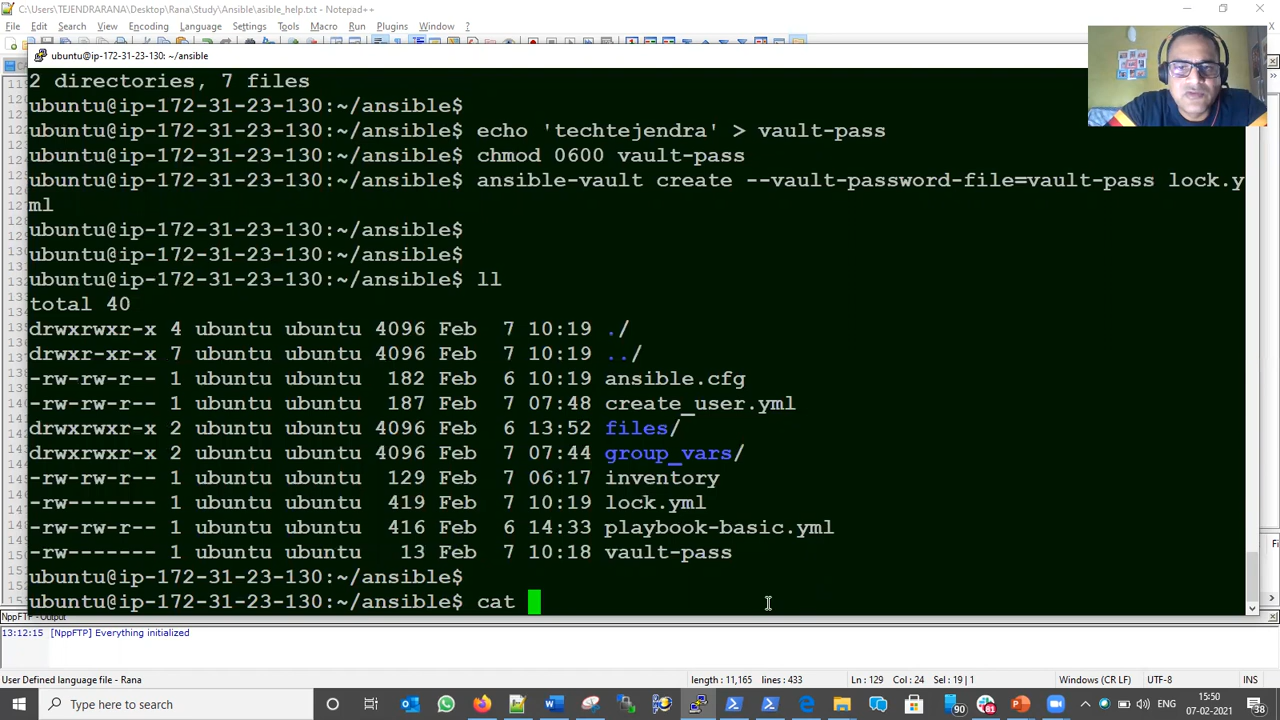 C:\Users\TEJENDRARANA\Desktop\Rana\Study\Ansible\asible_help.txt - Notepad++
File Edit Search View Encoding Language Settings Tools Macro Run Plugins Window ?
ubuntu@ip-172-31-23-130: ~/ansible
2 directories, 7 files
ubuntu@ip-172-31-23-130:~/ansible$
ubuntu@ip-172-31-23-130:~/ansible$ echo 'techtejendra' > vault-pass
ubuntu@ip-172-31-23-130:~/ansible$ chmod 0600 vault-pass
ubuntu@ip-172-31-23-130:~/ansible$ ansible-vault create --vault-password-file=vault-pass lock.y
ml
ubuntu@ip-172-31-23-130:~/ansible$
ubuntu@ip-172-31-23-130:~/ansible$
ubuntu@ip-172-31-23-130:~/ansible$ ll
total 40
drwxrwxr-x 4 ubuntu ubuntu 4096 Feb  7 10:19 ./
drwxr-xr-x 7 ubuntu ubuntu 4096 Feb  7 10:19 ../
-rw-rw-r-- 1 ubuntu ubuntu  182 Feb  6 10:19 ansible.cfg
-rw-rw-r-- 1 ubuntu ubuntu  187 Feb  7 07:48 create_user.yml
drwxrwxr-x 2 ubuntu ubuntu 4096 Feb  6 13:52 files/
drwxrwxr-x 2 ubuntu ubuntu 4096 Feb  7 07:44 group_vars/
-rw-rw-r-- 1 ubuntu ubuntu  129 Feb  7 06:17 inventory
-rw------- 1 ubuntu ubuntu  419 Feb  7 10:19 lock.yml
-rw-rw-r-- 1 ubuntu ubuntu  416 Feb  6 14:33 playbook-basic.yml
-rw------- 1 ubuntu ubuntu   13 Feb  7 10:18 vault-pass
ubuntu@ip-172-31-23-130:~/ansible$
ubuntu@ip-172-31-23-130:~/ansible$ cat
NppFTP - Everything initialized
13:12:15 [NppFTP] Everything initialized
User Defined language file - Rana length : 11,165 lines : 433 Ln : 129 Col : 24 Sel : 19 | 1 Windows (CR LF) UTF-8 INS
Type here to search
ENG
15:50
07-02-2021